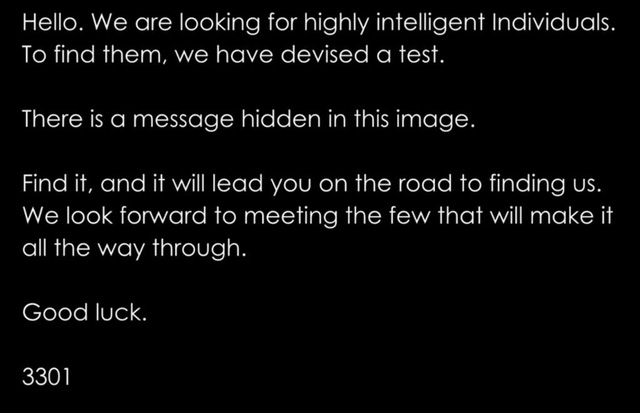 Hello. We are looking for highly intelligent Individuals.
To find them, we have devised a test.
There is a message hidden in this image.
Find it, and it will lead you on the road to finding us.
We look forward to meeting the few that will make it
all the way through.
Good luck.
3301